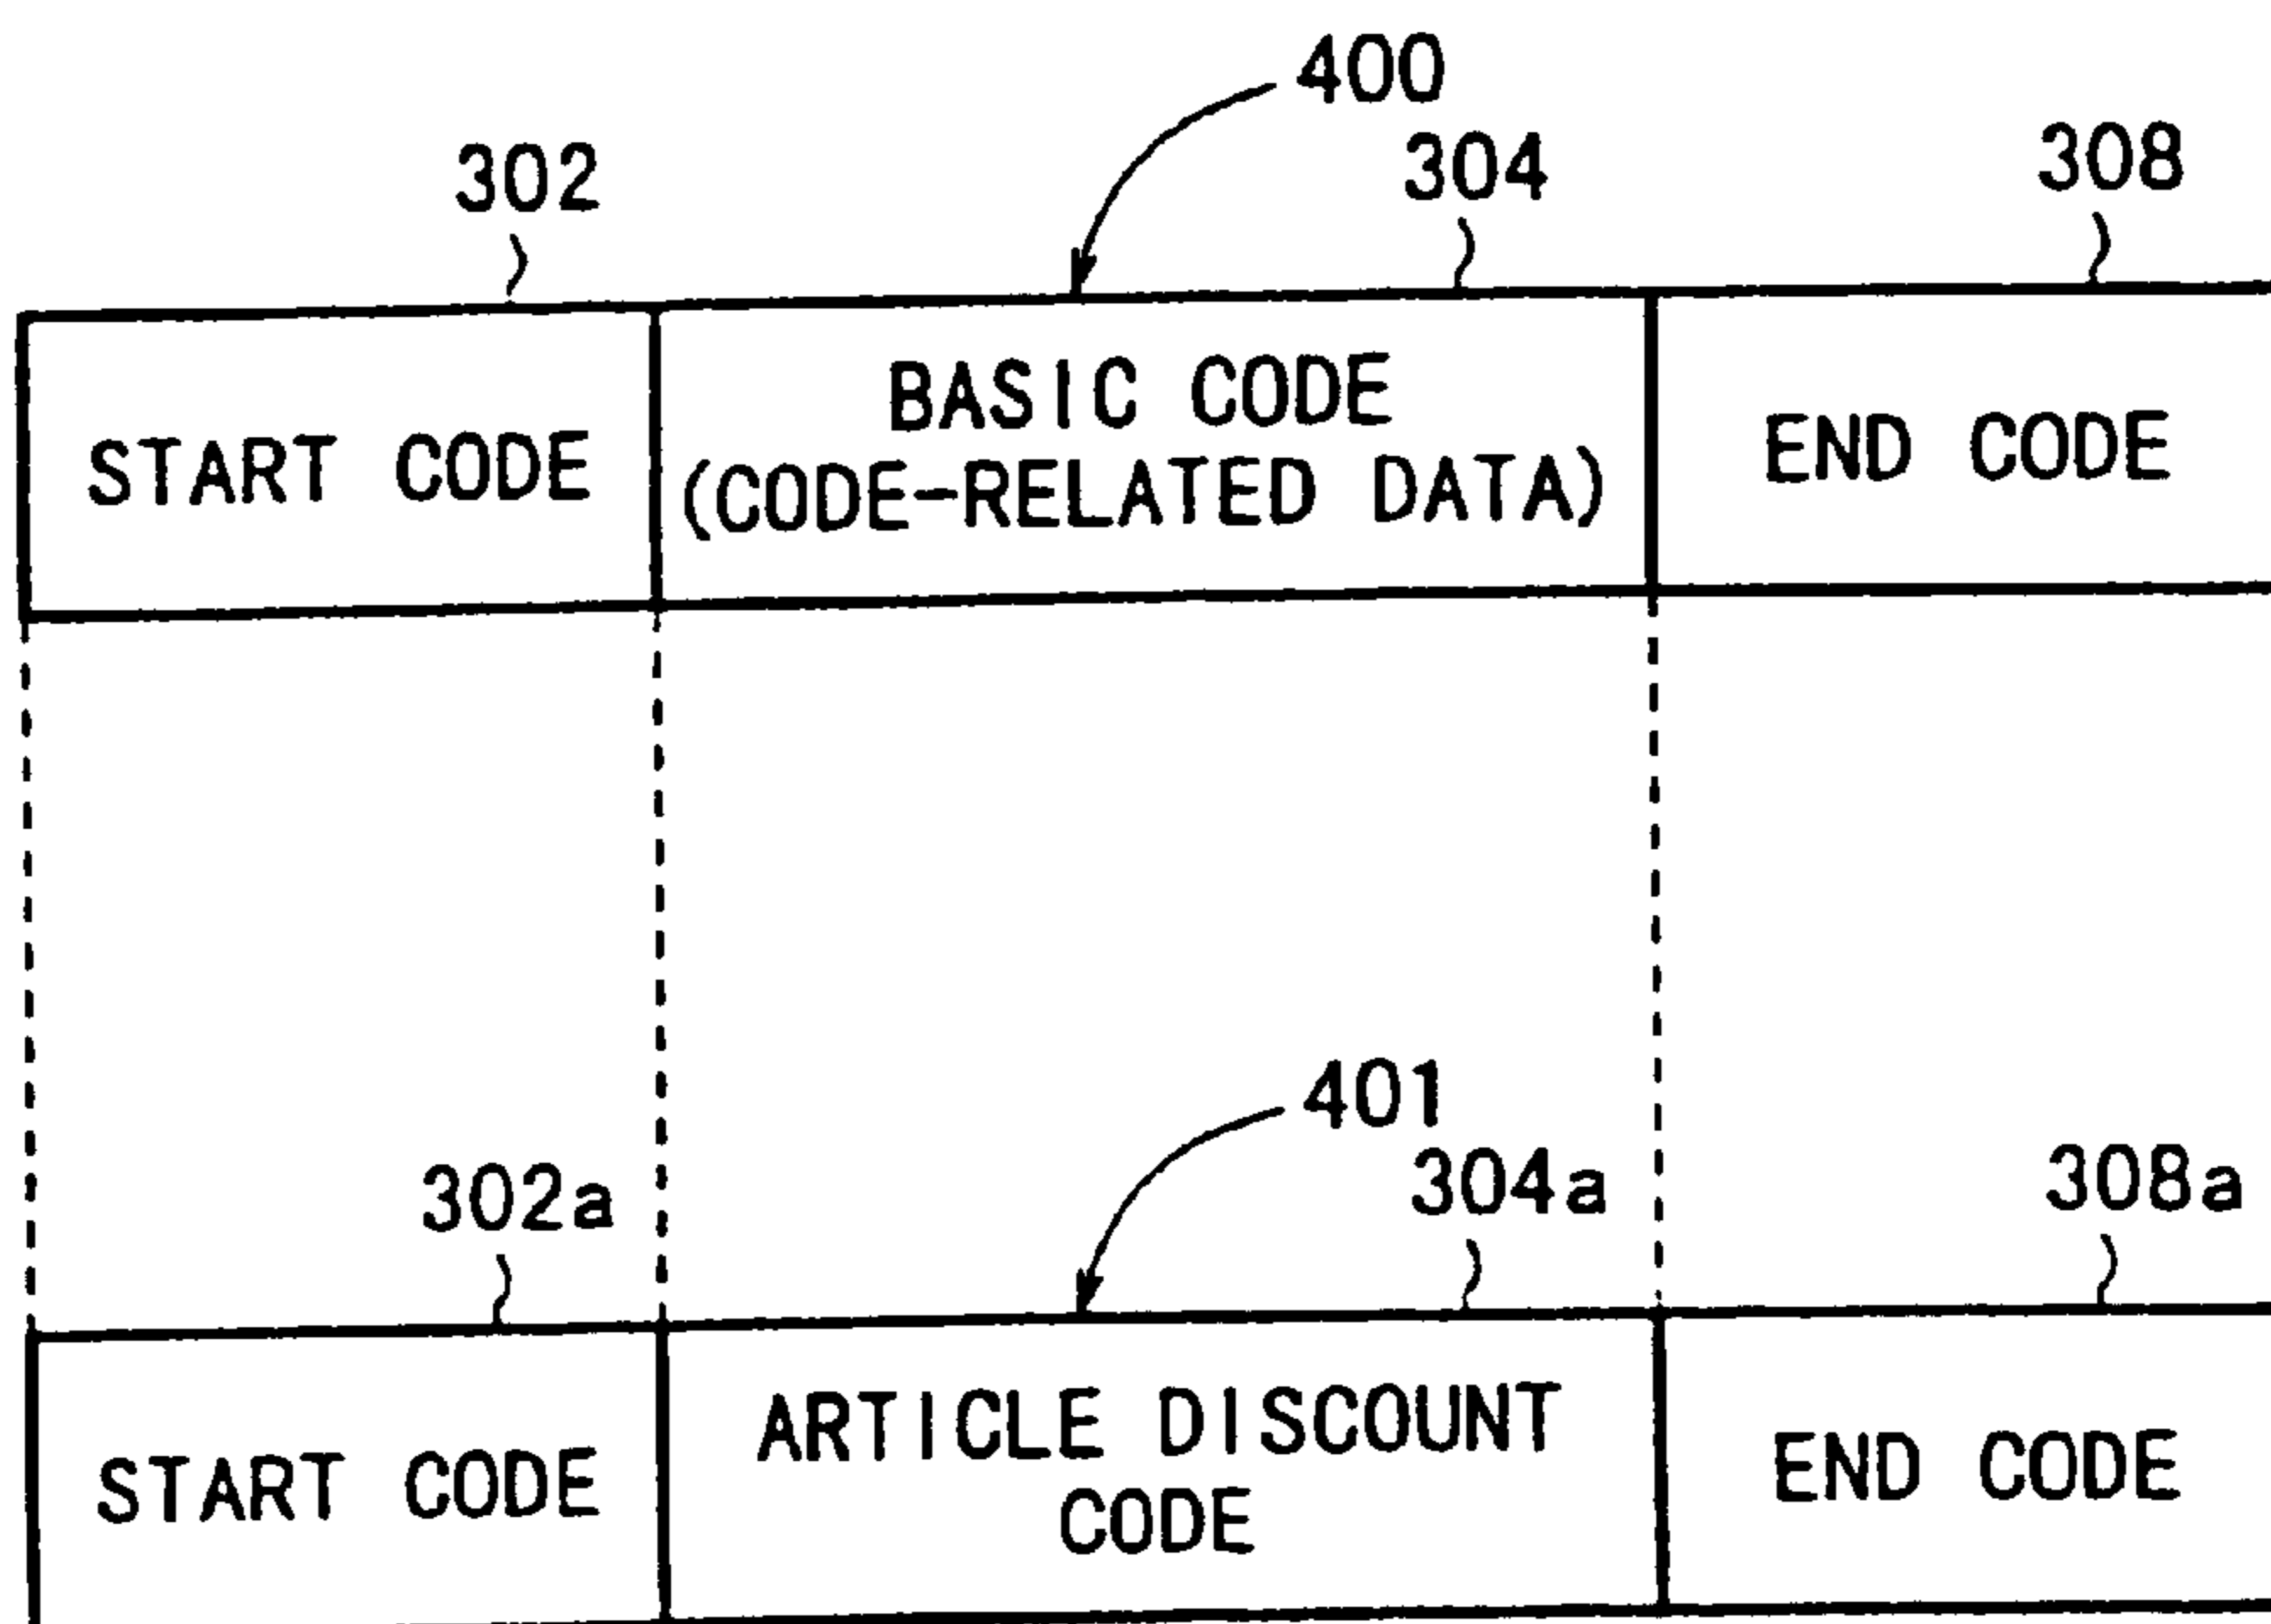 400
302
304
308
START CODE
BASIC CODE
(CODE-RELATED DATA)
END CODE
401
302a
304a
308a
START CODE
ARTICLE DISCOUNT
CODE
END CODE